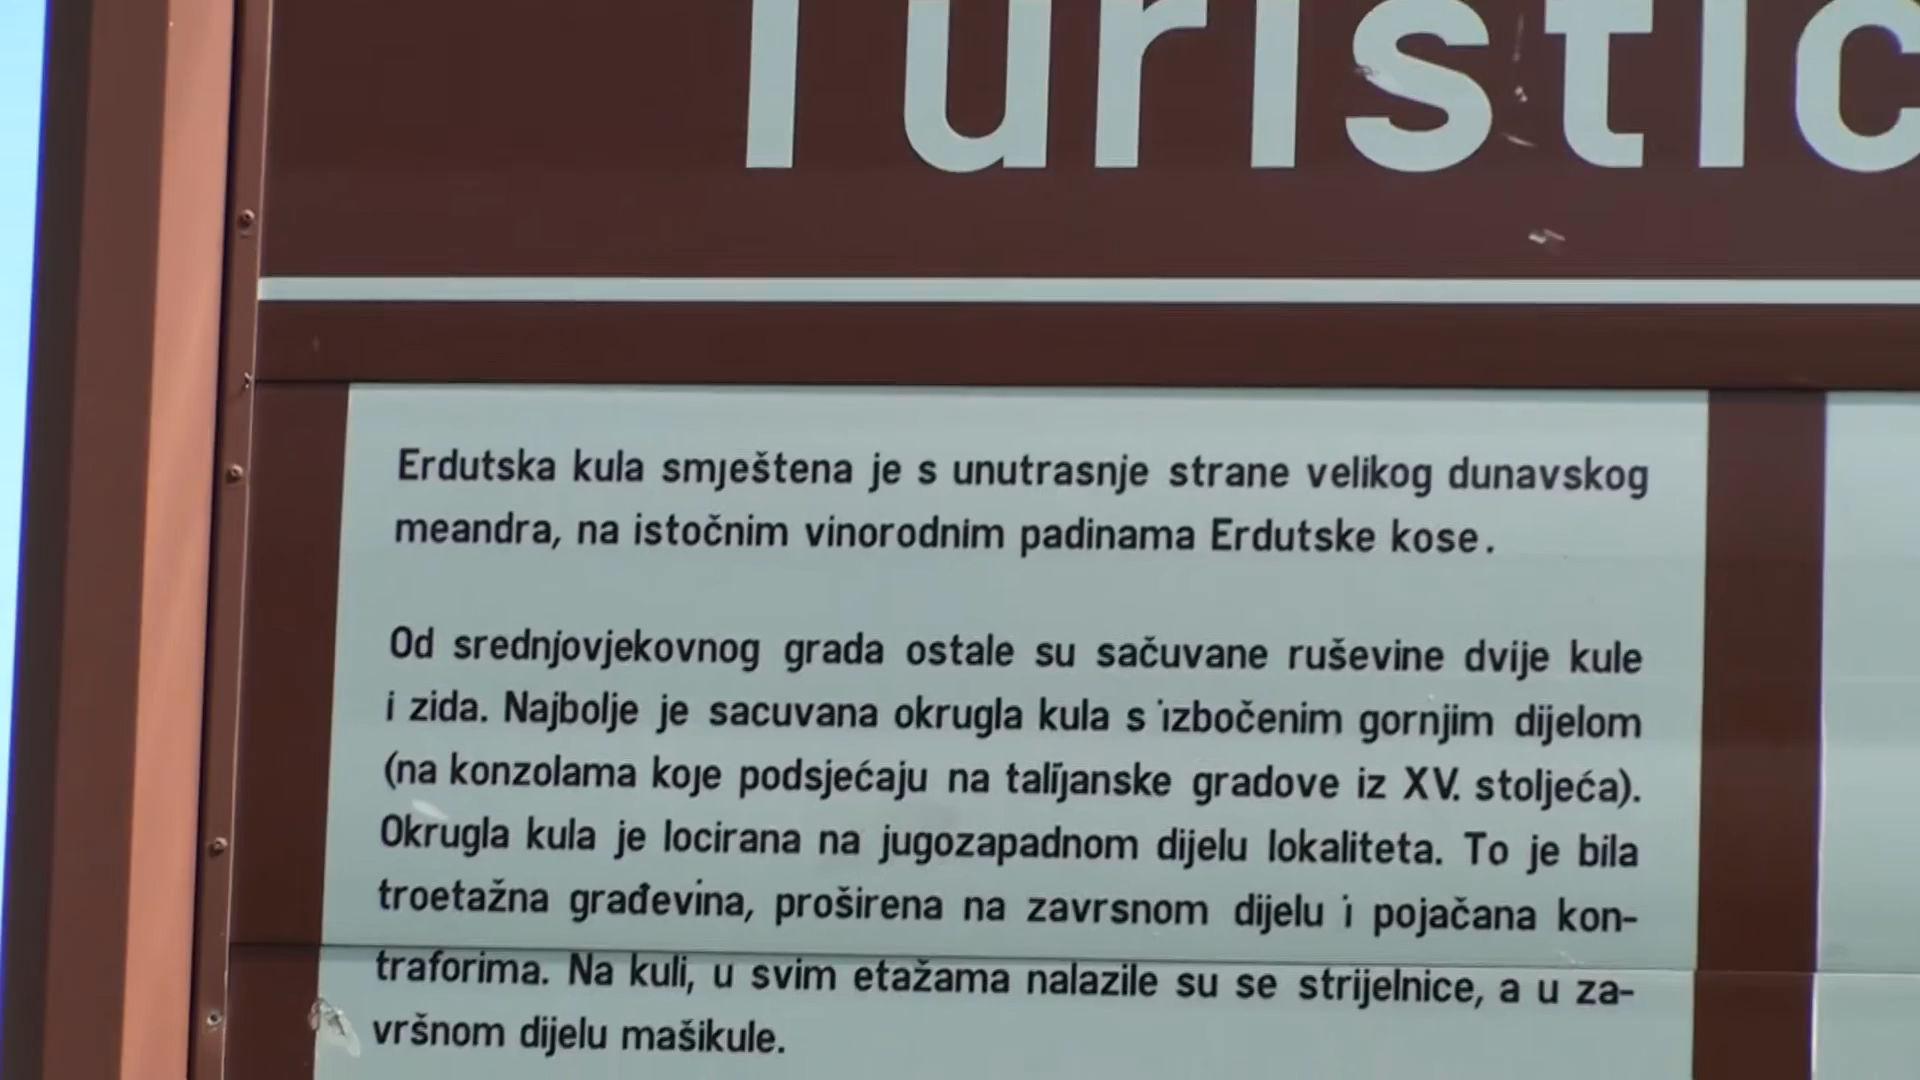 Turistič
Erdutska kula smještena je s unutrasnje strane velikog dunavskog
meandra, na istočnim vinorodnim padinama Erdutske kose.
Od srednjovjekovnog grada ostale su sačuvane ruševine dvije kule
i zida. Najbolje je sacuvana okrugla kula s izbočenim gornjim dijelom
(na konzolama koje podsjećaju na talijanske gradove iz XV. stoljeća).
Okrugla kula je locirana na jugozapadnom dijelu lokaliteta. To je bila
troetažna građevina, proširena na zavrsnom dijelu i pojačana kon-
traforima. Na kuli, u svim etažama nalazile su se strijelnice, a u za-
vršnom dijelu mašikule.